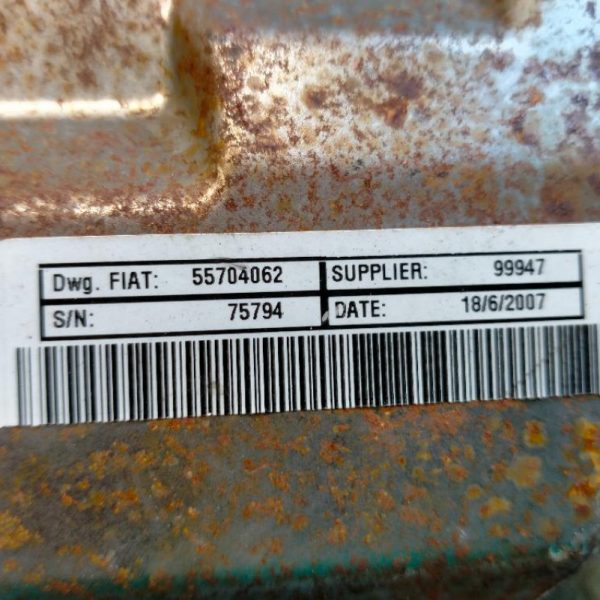 Dwg. FIAT: 55704062 SUPPLIER: 99947
S/N: 75794 DATE: 18/6/2007